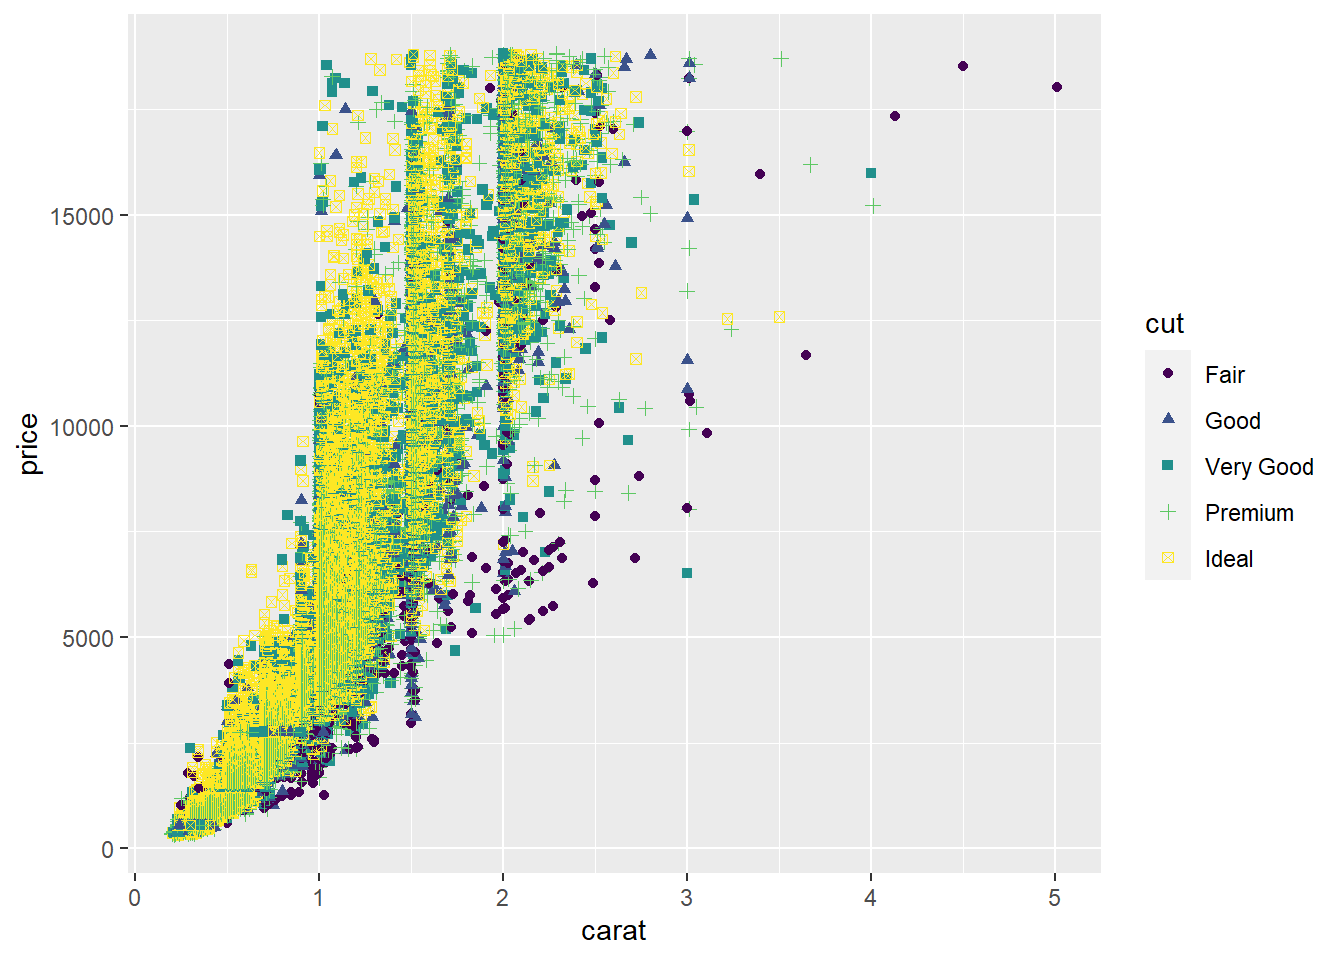 price
15000
10000
5000
0
0 1 2 3 4 5
carat
cut
Fair
Good
Very Good
Premium
Ideal